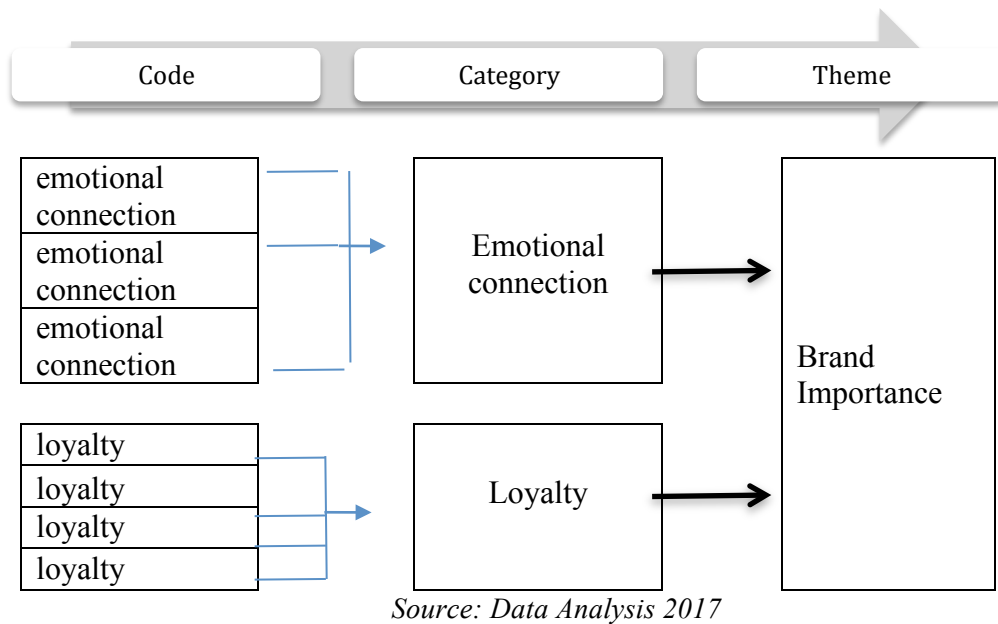 Code
Category
Theme
emotional
connection
emotional
connection
emotional
connection
Emotional
connection
Brand
Importance
loyalty
loyalty
loyalty
loyalty
Loyalty
Source: Data Analysis 2017